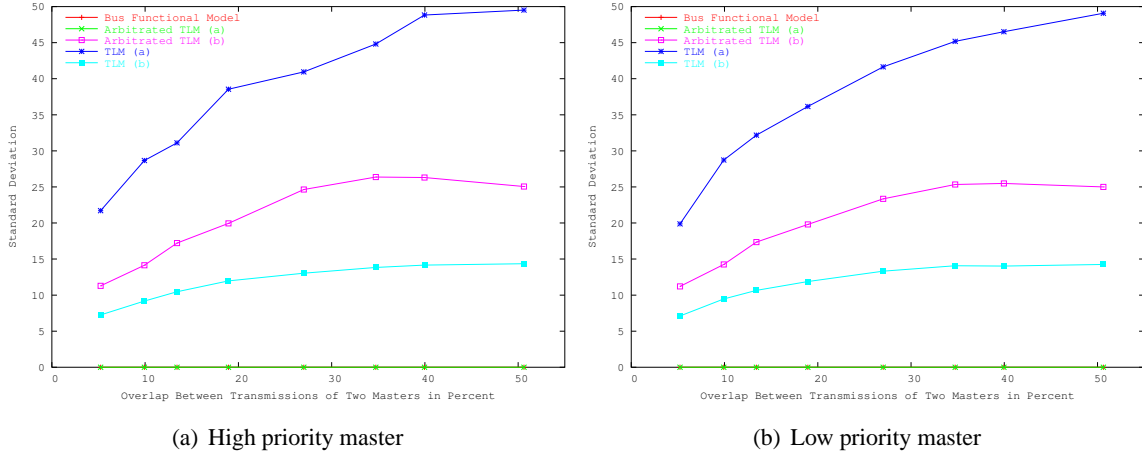 50
45
40
35
30
25
20
15
10
5
0
Standard Deviation
Bus Functional Model
Arbitrated TLM (a)
Arbitrated TLM (b)
TLM (a)
TLM (b)
0 10 20 30 40 50
Overlap Between Transmissions of Two Masters in Percent
(a) High priority master
50
45
40
35
30
25
20
15
10
5
0
Standard Deviation
Bus Functional Model
Arbitrated TLM (a)
Arbitrated TLM (b)
TLM (a)
TLM (b)
0 10 20 30 40 50
Overlap Between Transmissions of Two Masters in Percent
(b) Low priority master